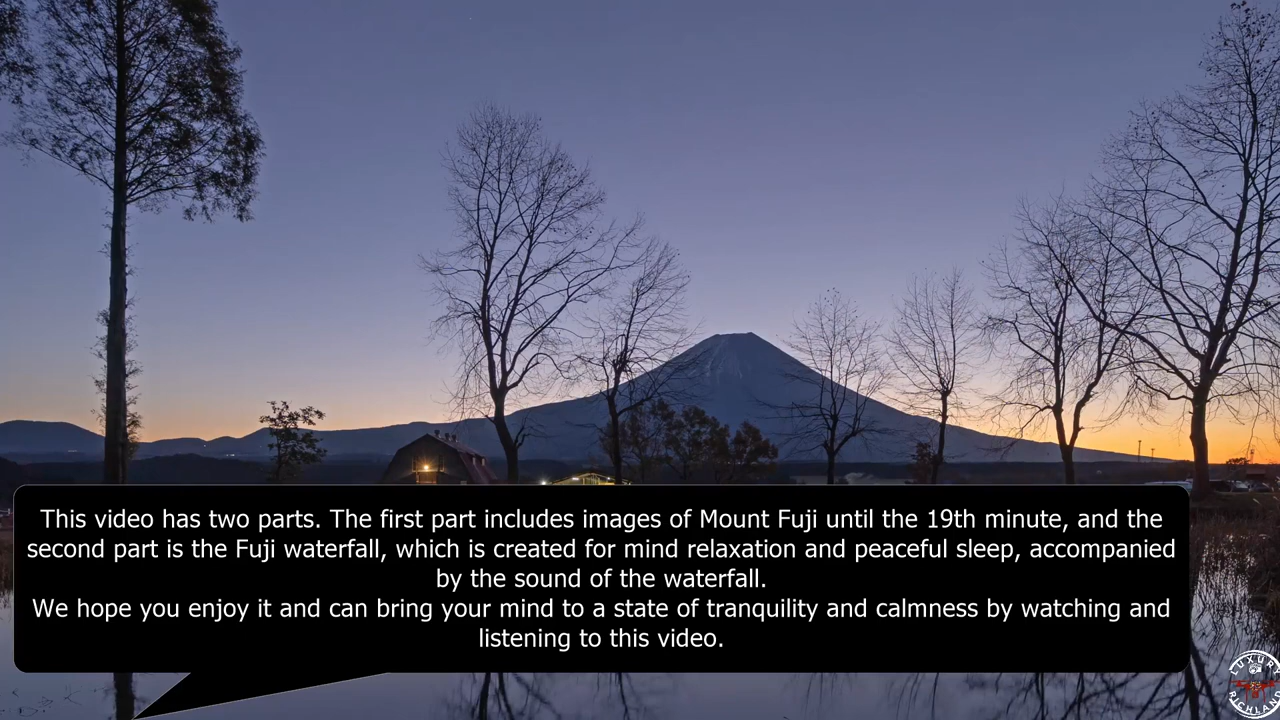 This video has two parts. The first part includes images of Mount Fuji until the 19th minute, and the
second part is the Fuji waterfall, which is created for mind relaxation and peaceful sleep, accompanied
by the sound of the waterfall.
We hope you enjoy it and can bring your mind to a state of tranquility and calmness by watching and
listening to this video.
LUXURY
RICHLAND